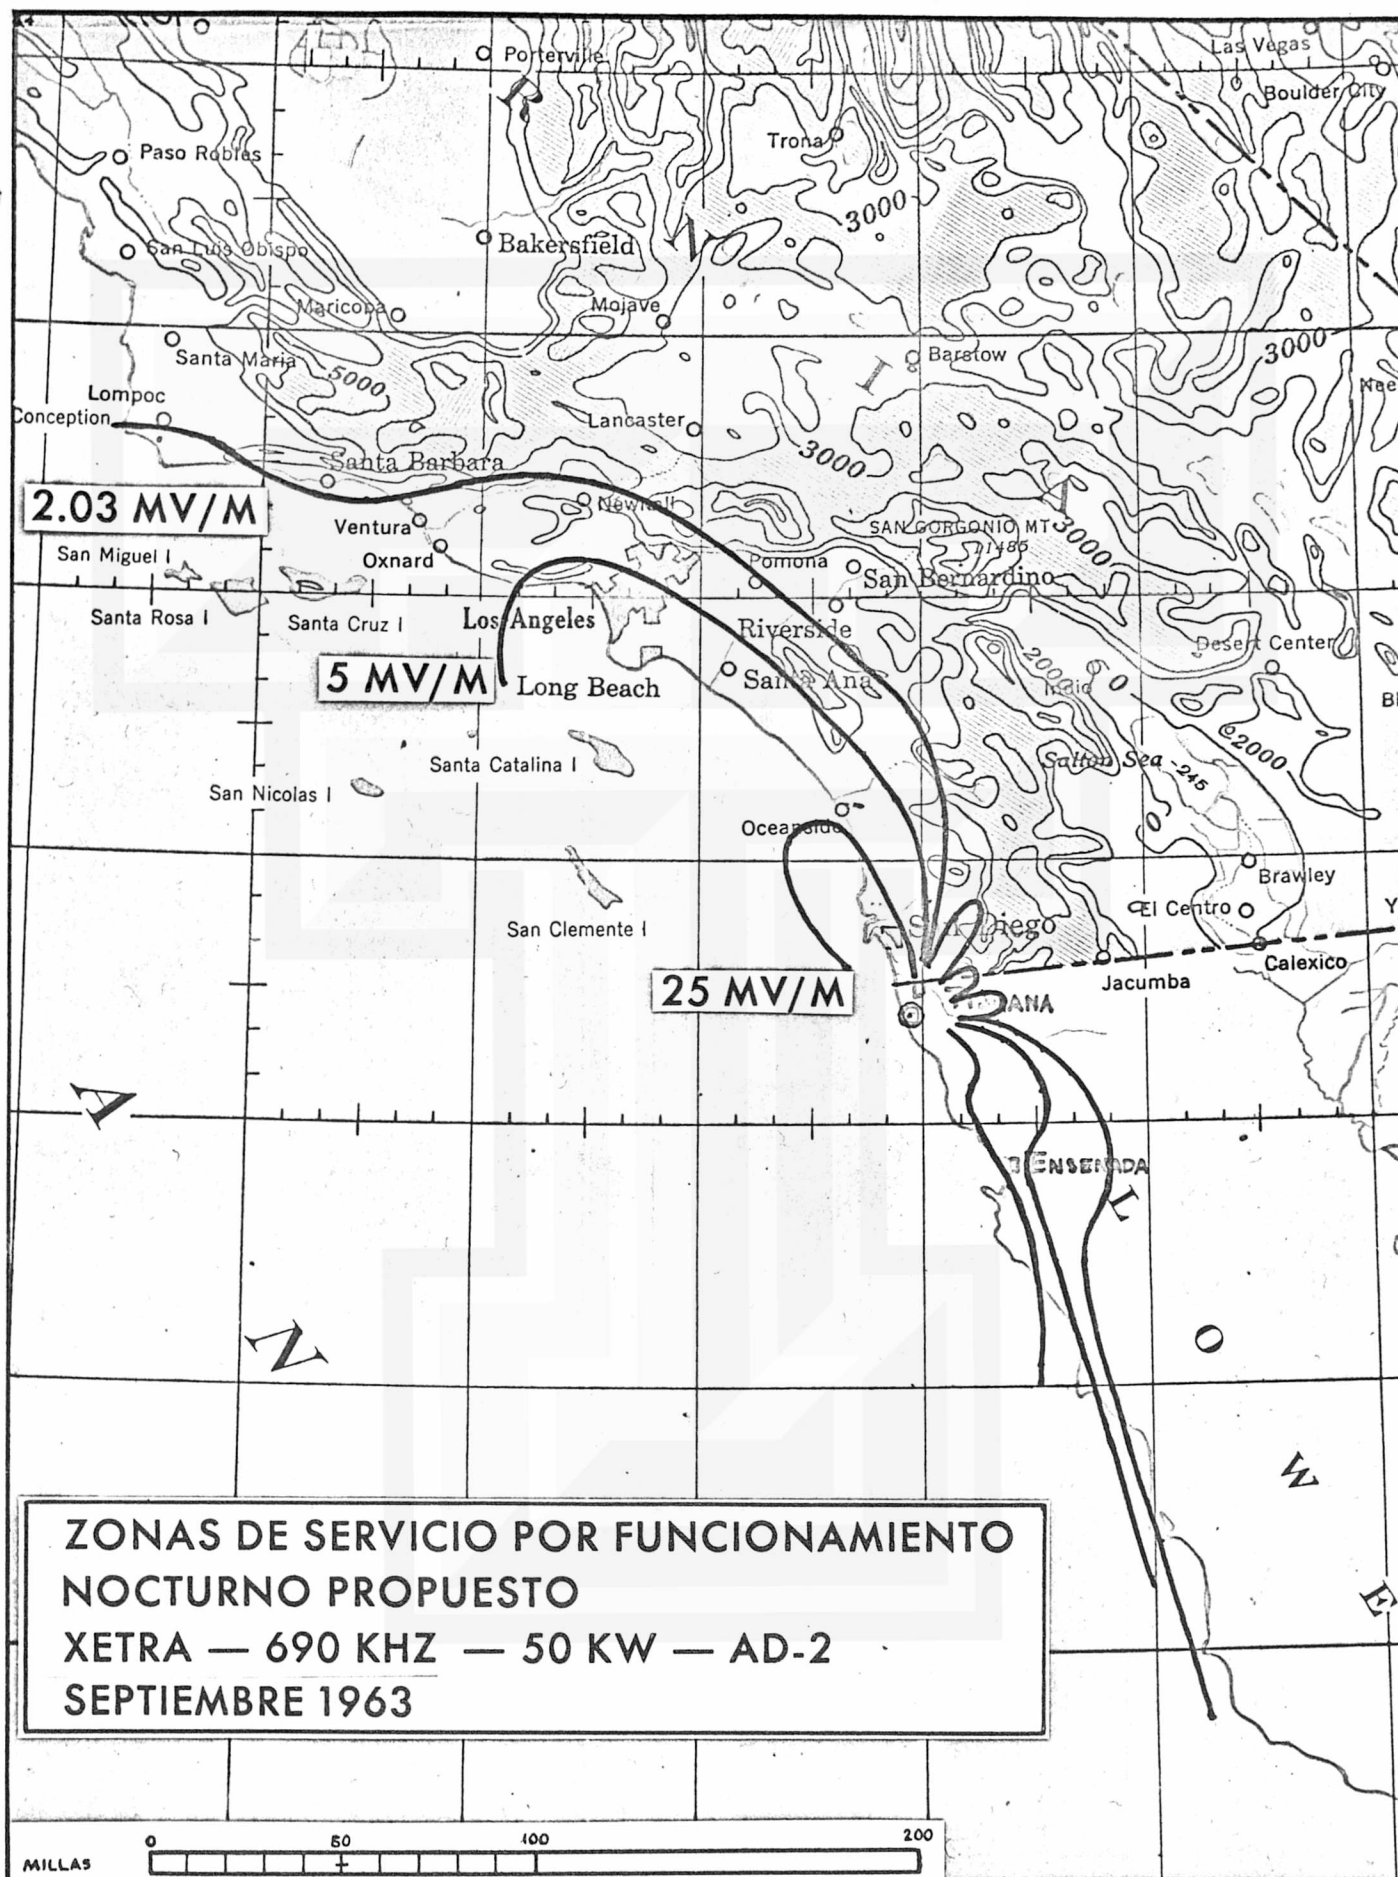 Porterville
Las Vegas
Boulder City
R
Trona
Paso Robles
3000
N
San Luis Obispo
Bakersfield
Maricopa
Mojave
3000
Santa Maria
5000
I
Barstow
Nee
Lompoc
Conception
Lancaster
3000
Santa Barbara
2.03 MV/M
Newhall
A
3000
Ventura
SAN GORGONIO MT
11485
San Miguel I
Oxnard
Pomona
San Bernardino
Santa Rosa I
Santa Cruz I
Los Angeles
Riverside
Desert Center
2000
5 MV/M
Long Beach
Santa Ana
Indio
Bl
2000
Santa Catalina I
Salton Sea -245
San Nicolas I
Oceanside
Brawley
San Clemente I
San Diego
El Centro
Y
Calexico
25 MV/M
Jacumba
A
ENSENADA
L
N
O
W
ZONAS DE SERVICIO POR FUNCIONAMIENTO
NOCTURNO PROPUESTO
E
XETRA — 690 KHZ — 50 KW — AD-2
SEPTIEMBRE 1963
0 50 100 200
MILLAS